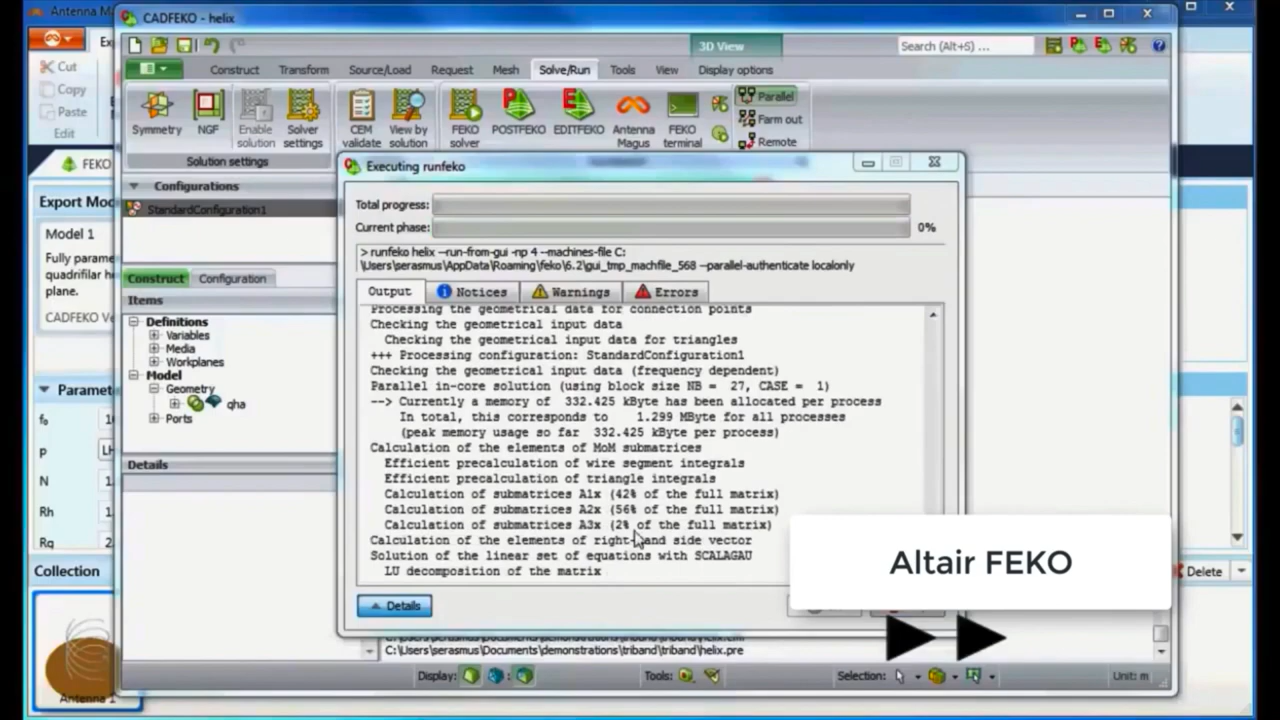 Antenna M
CADFEKO - helix
Search (Alt+S) ...
3D View
Construct Transform Source/Load Request Mesh Solve/Run Tools View Display options
Cut
Copy
Paste
Edit
Symmetry NGF Enable solution Solver settings CEM validate View by solution FEKO solver POSTFEKO EDITFEKO Antenna Magus FEKO terminal
Parallel
Farm out
Remote
Solution settings
FEKO
Configurations
StandardConfiguration1
Executing runfeko
Total progress:
Current phase: 0%
> runfeko helix --run-from-gui -np 4 --machines-file C:
\Users\serasmus\AppData\Roaming\feko\6.2\gui_tmp_machfile_568 --parallel-authenticate localonly
Output Notices Warnings Errors
Processing the geometrical data for connection points
Checking the geometrical input data
Checking the geometrical input data for triangles
+++ Processing configuration: StandardConfiguration1
Checking the geometrical input data (frequency dependent)
Parallel in-core solution (using block size NB = 27, CASE = 1)
--> Currently a memory of 332.425 kByte has been allocated per process
In total, this corresponds to 1.299 MByte for all processes
(peak memory usage so far 332.425 kByte per process)
Calculation of the elements of MoM submatrices
Efficient precalculation of wire segment integrals
Efficient precalculation of triangle integrals
Calculation of submatrices A1x (42% of the full matrix)
Calculation of submatrices A2x (56% of the full matrix)
Calculation of submatrices A3x (2% of the full matrix)
Calculation of the elements of right-hand side vector
Solution of the linear set of equations with SCALAGAU
LU decomposition of the matrix
Details
Export Mod
Model 1
Fully parame
quadrifilar he
plane.
CADFEKO Ve
Construct Configuration
Items
Definitions
Variables
Media
Workplanes
Model
Geometry
qha
Ports
Details
Parame
fo
p LH
N 1.
Rh 1.
Rg 2.
Collection
Delete
Antenna 1
Altair FEKO
C:\Users\serasmus\Documents\demonstrations\triband\triband\helix.pre
Display:
Tools:
Selection:
Unit: m